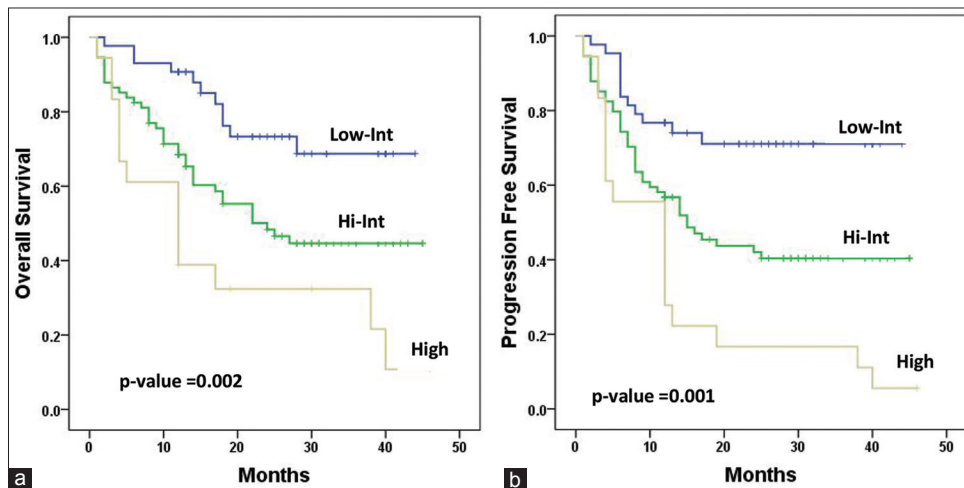 Overall Survival
1.0
0.8
0.6
0.4
0.2
0.0
Low-Int
Hi-Int
High
p-value =0.002
0 10 20 30 40 50
Months
a
Progression Free Survival
1.0
0.8
0.6
0.4
0.2
0.0
Low-Int
Hi-Int
High
p-value =0.001
0 10 20 30 40 50
Months
b